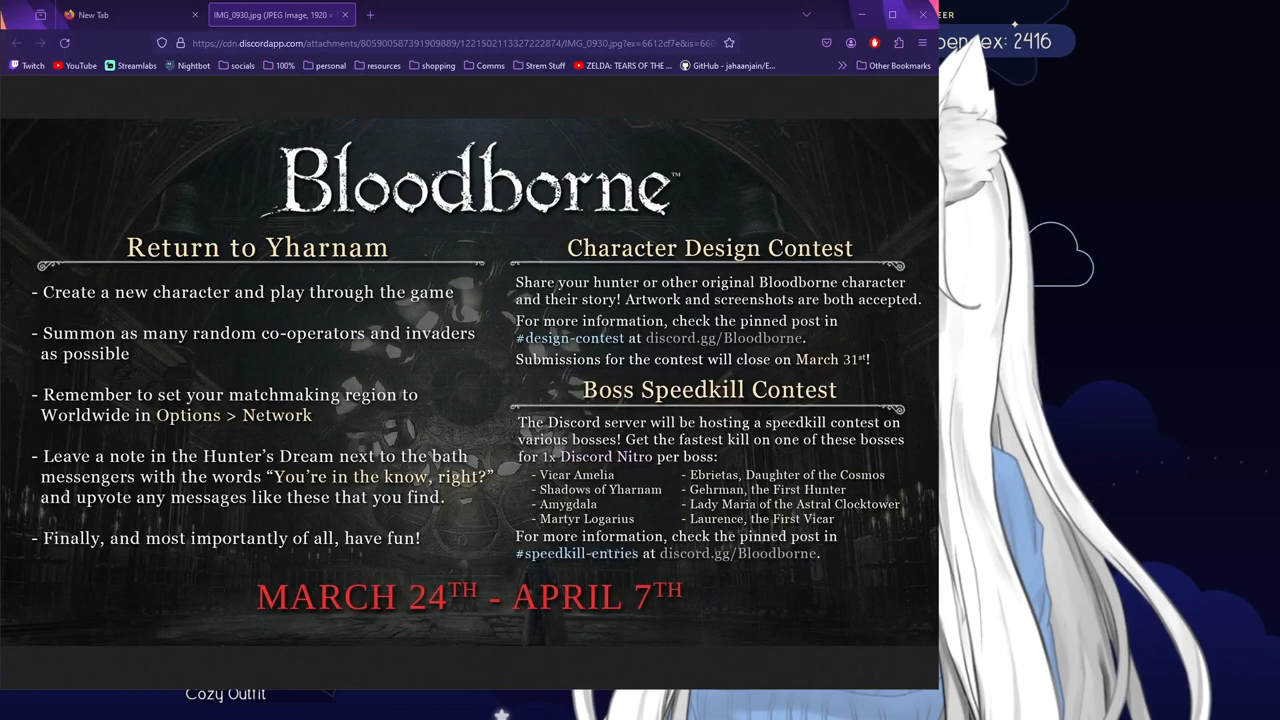 New Tab
IMG_0930.jpg (JPEG Image, 1920 ×
https://cdn.discordapp.com/attachments/805900587391909889/1221502113327222874/IMG_0930.jpg?ex=6612cf7e&is=660
Twitch YouTube Streamlabs Nightbot socials 100% personal resources shopping Comms Strem Stuff ZELDA: TEARS OF THE ... GitHub - jahaanjain/E... Other Bookmarks
EER
ex: 2416
Bloodborne™
Return to Yharnam
- Create a new character and play through the game
- Summon as many random co-operators and invaders
as possible
- Remember to set your matchmaking region to
Worldwide in Options > Network
- Leave a note in the Hunter's Dream next to the bath
messengers with the words “You're in the know, right?”
and upvote any messages like these that you find.
- Finally, and most importantly of all, have fun!
Character Design Contest
Share your hunter or other original Bloodborne character
and their story! Artwork and screenshots are both accepted.
For more information, check the pinned post in
#design-contest at discord.gg/Bloodborne.
Submissions for the contest will close on March 31st!
Boss Speedkill Contest
The Discord server will be hosting a speedkill contest on
various bosses! Get the fastest kill on one of these bosses
for 1x Discord Nitro per boss:
- Vicar Amelia
- Shadows of Yharnam
- Amygdala
- Martyr Logarius
- Ebrietas, Daughter of the Cosmos
- Gehrman, the First Hunter
- Lady Maria of the Astral Clocktower
- Laurence, the First Vicar
For more information, check the pinned post in
#speedkill-entries at discord.gg/Bloodborne.
MARCH 24TH - APRIL 7TH
Cozy Outfit